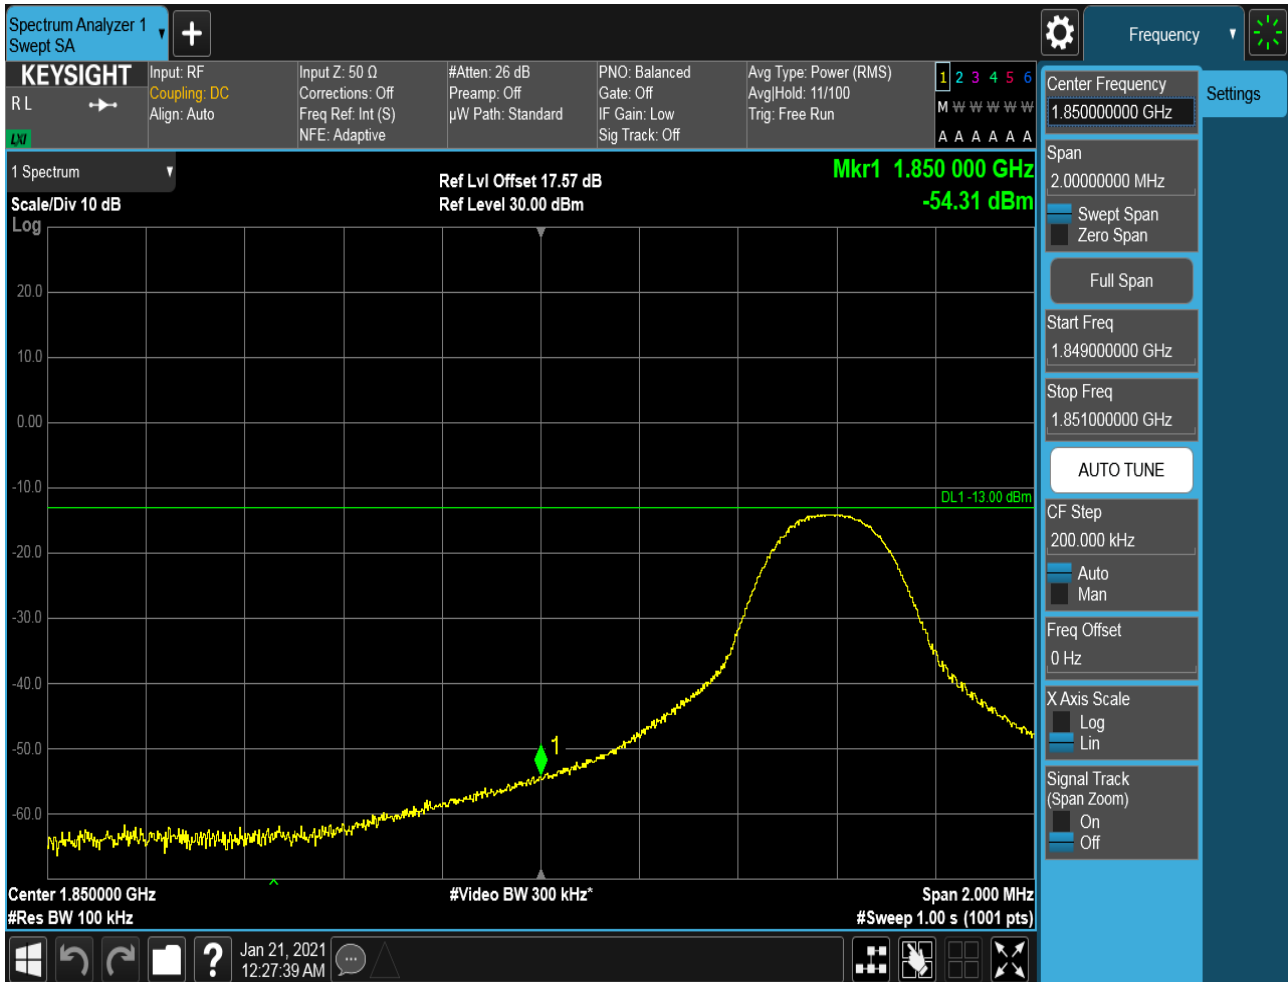 Spectrum Analyzer 1
Swept SA
+
Frequency
KEYSIGHT
R L
LXI
Input: RF
Coupling: DC
Align: Auto
Input Z: 50 Ω
Corrections: Off
Freq Ref: Int (S)
NFE: Adaptive
#Atten: 26 dB
Preamp: Off
µW Path: Standard
PNO: Balanced
Gate: Off
IF Gain: Low
Sig Track: Off
Avg Type: Power (RMS)
Avg|Hold: 11/100
Trig: Free Run
1 2 3 4 5 6
M W W W W W
A A A A A A
1 Spectrum
Scale/Div 10 dB
Log
Ref Lvl Offset 17.57 dB
Ref Level 30.00 dBm
Mkr1 1.850 000 GHz
-54.31 dBm
20.0
10.0
0.00
-10.0
-20.0
-30.0
-40.0
-50.0
-60.0
DL1 -13.00 dBm
1
Center 1.850000 GHz
#Res BW 100 kHz
#Video BW 300 kHz*
Span 2.000 MHz
#Sweep 1.00 s (1001 pts)
?
Jan 21, 2021
12:27:39 AM
Center Frequency
1.850000000 GHz
Settings
Span
2.00000000 MHz
Swept Span
Zero Span
Full Span
Start Freq
1.849000000 GHz
Stop Freq
1.851000000 GHz
AUTO TUNE
CF Step
200.000 kHz
Auto
Man
Freq Offset
0 Hz
X Axis Scale
Log
Lin
Signal Track
(Span Zoom)
On
Off